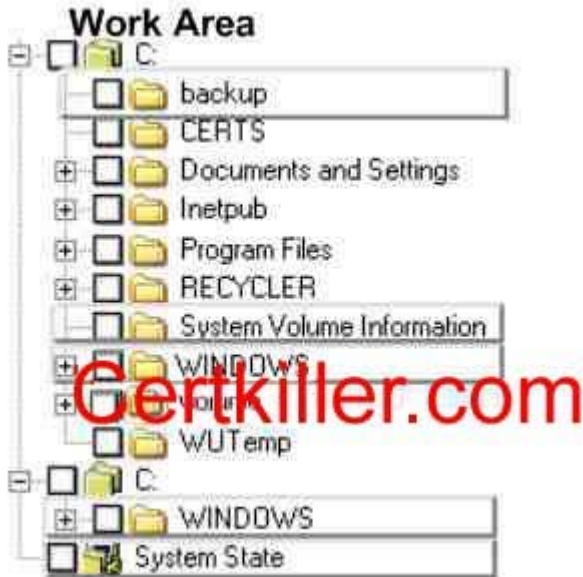 Work Area
C:
backup
CERTS
Documents and Settings
Inetpub
Program Files
RECYCLER
System Volume Information
WINDOWS
Certkiller.com
WUTemp
C:
WINDOWS
System State